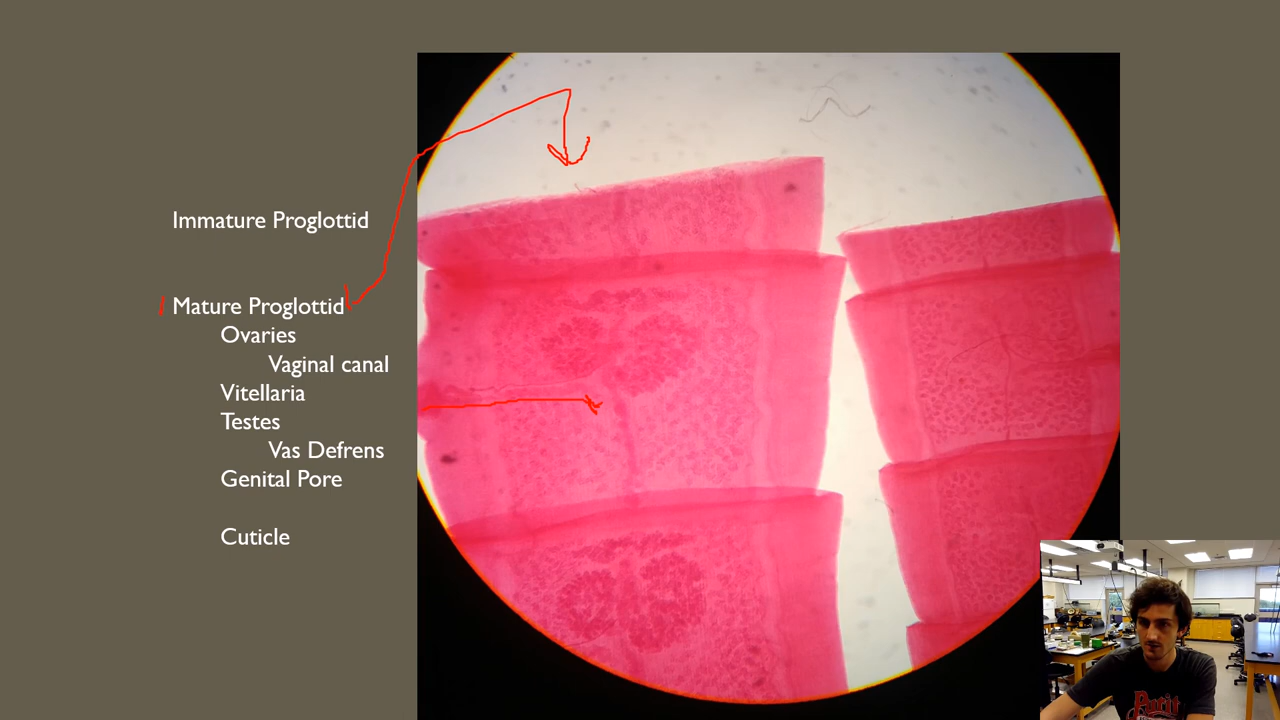 Immature Proglottid
Mature Proglottid
Ovaries
Vaginal canal
Vitellaria
Testes
Vas Defrens
Genital Pore
Cuticle